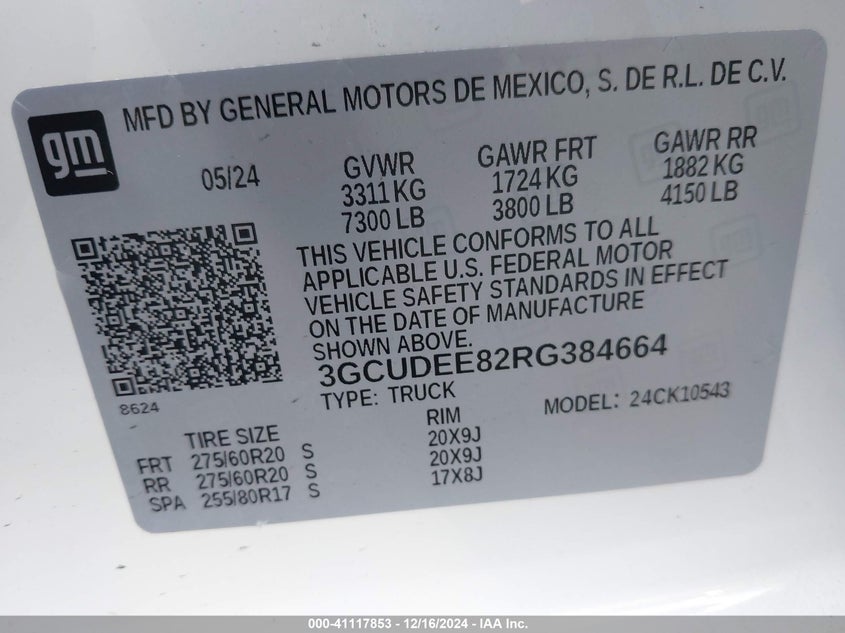 gm
MFD BY GENERAL MOTORS DE MEXICO, S. DE R.L. DE C.V.
05/24
GVWR GAWR FRT GAWR RR
3311 KG 1724 KG 1882 KG
7300 LB 3800 LB 4150 LB
THIS VEHICLE CONFORMS TO ALL
APPLICABLE U.S. FEDERAL MOTOR
VEHICLE SAFETY STANDARDS IN EFFECT
ON THE DATE OF MANUFACTURE
SHOWN ABOVE.
3GCUDEE82RG384664
8624
TYPE: TRUCK MODEL: 24CK10543
TIRE SIZE RIM
FRT 275/60R20 S 20X9J
RR 275/60R20 S 20X9J
SPA 255/80R17 S 17X8J
000-41117853 - 12/16/2024 - IAA Inc.